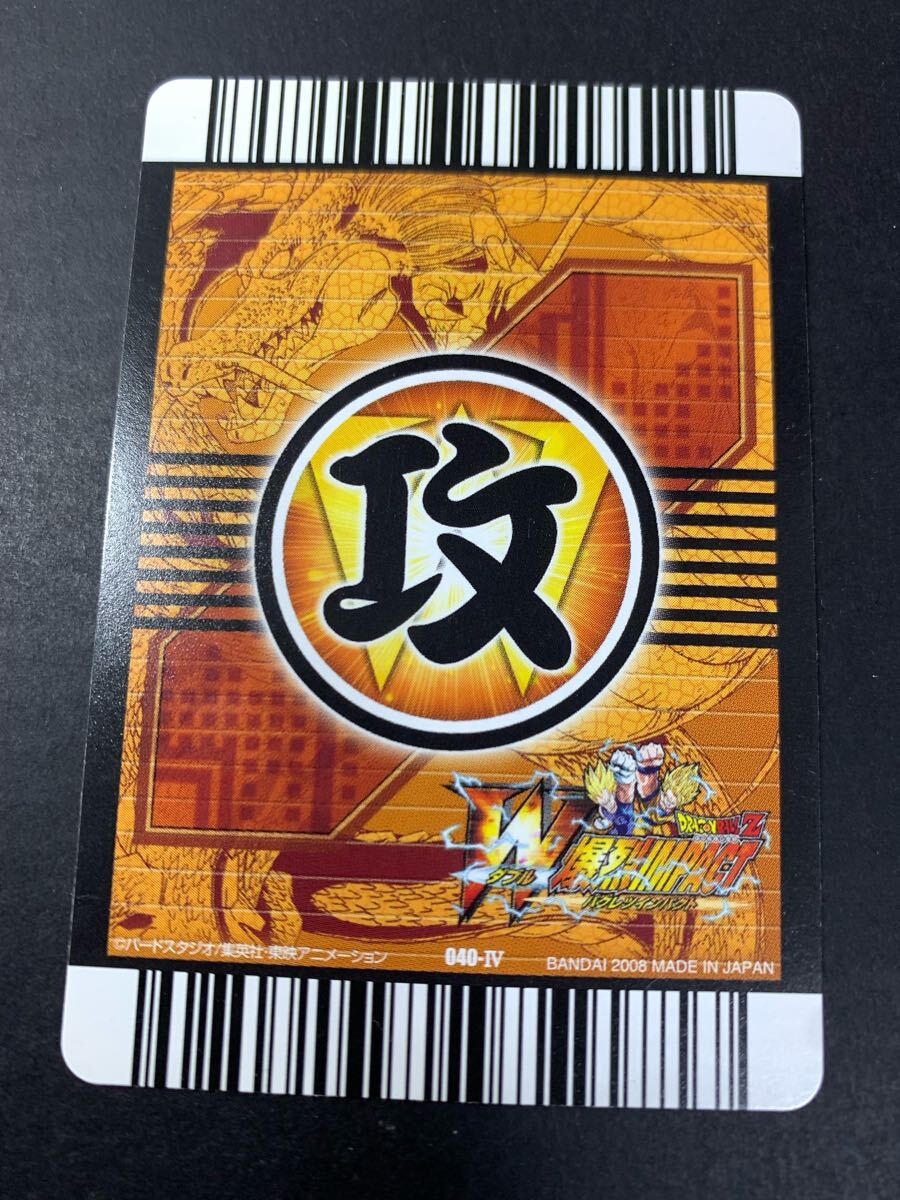 攻
DRAGON BALL Z
W 爆烈IMPACT
ダブル
バクレツインパクト
©バードスタジオ/集英社・東映アニメーション 040-IV BANDAI 2008 MADE IN JAPAN